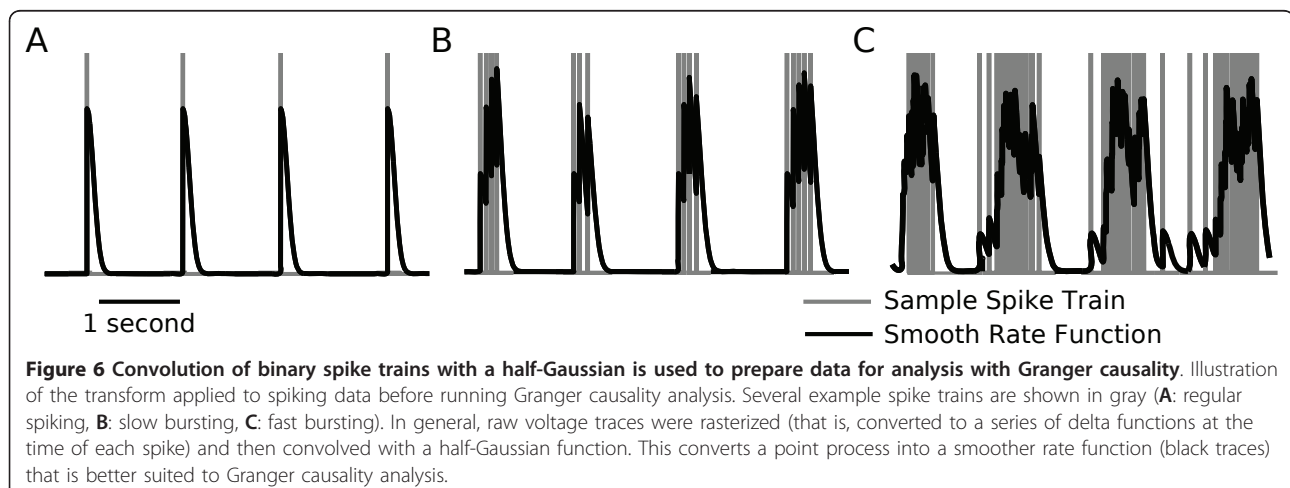 A
B
C
1 second
Sample Spike Train
Smooth Rate Function
Figure 6 Convolution of binary spike trains with a half-Gaussian is used to prepare data for analysis with Granger causality. Illustration
of the transform applied to spiking data before running Granger causality analysis. Several example spike trains are shown in gray (A: regular
spiking, B: slow bursting, C: fast bursting). In general, raw voltage traces were rasterized (that is, converted to a series of delta functions at the
time of each spike) and then convolved with a half-Gaussian function. This converts a point process into a smoother rate function (black traces)
that is better suited to Granger causality analysis.